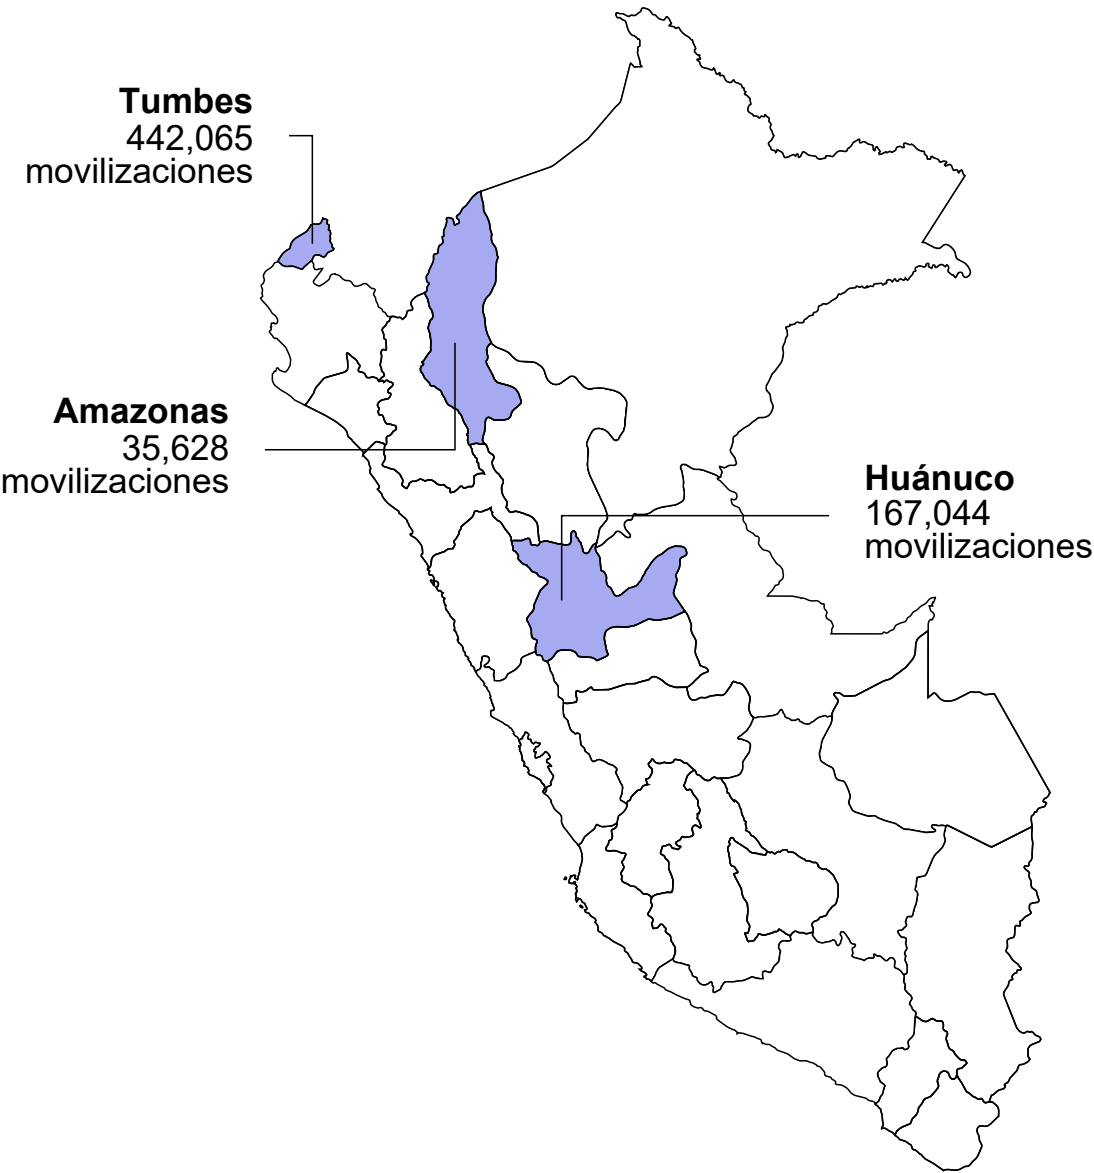 Tumbes
442,065
movilizaciones
Amazonas
35,628
movilizaciones
Huánuco
167,044
movilizaciones